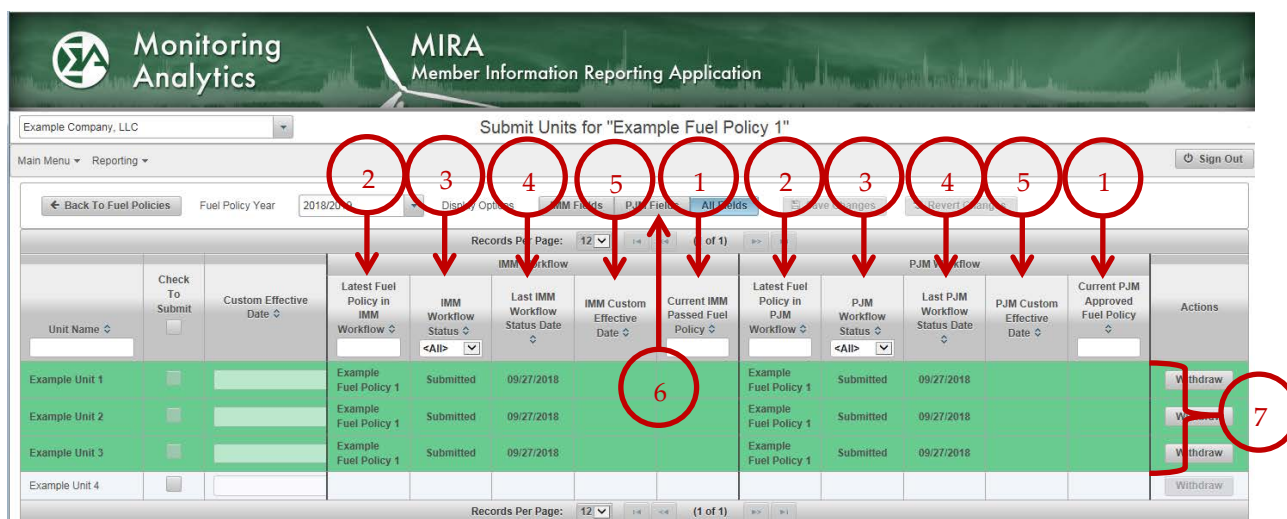 Monitoring
Analytics
MIRA
Member Information Reporting Application
Example Company, LLC
Submit Units for "Example Fuel Policy 1"
Main Menu Reporting
Sign Out
2 3 4 5 1 2 3 4 5 1
Back To Fuel Policies Fuel Policy Year 2018/2019 Display Options IMM Fields PJM Fields All Fields Save Changes Revert Changes
Records Per Page: 12 (1 of 1)
IMM Workflow PJM Workflow
Unit Name
Check
To
Submit
Custom Effective
Date
Latest Fuel
Policy in
IMM
Workflow
IMM
Workflow
Status
<All>
Last IMM
Workflow
Status Date
IMM Custom
Effective
Date
Current IMM
Passed Fuel
Policy
Latest Fuel
Policy in
PJM
Workflow
PJM
Workflow
Status
<All>
Last PJM
Workflow
Status Date
PJM Custom
Effective
Date
Current PJM
Approved
Fuel Policy
Actions
Example Unit 1 Example Fuel Policy 1 Submitted 09/27/2018 Example Fuel Policy 1 Submitted 09/27/2018 Withdraw
6
Example Unit 2 Example Fuel Policy 1 Submitted 09/27/2018 Example Fuel Policy 1 Submitted 09/27/2018 Withdraw
7
Example Unit 3 Example Fuel Policy 1 Submitted 09/27/2018 Example Fuel Policy 1 Submitted 09/27/2018 Withdraw
Example Unit 4 Withdraw
Records Per Page: 12 (1 of 1)